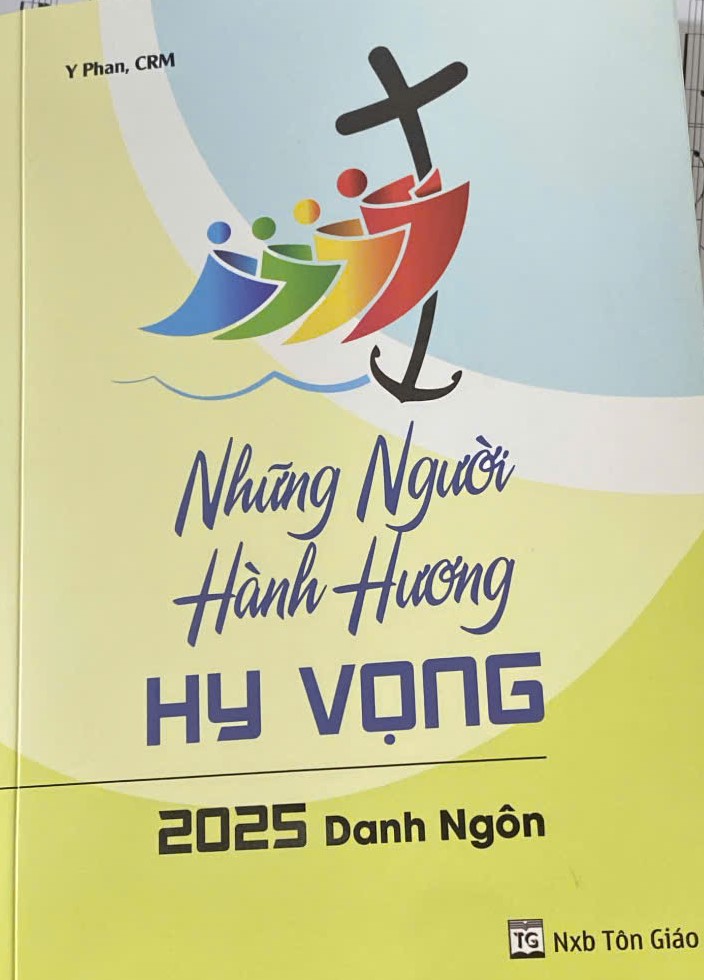 Y Phan, CRM
Những Người
Hành Hương
HY VỌNG
2025 Danh Ngôn
TG Nxb Tôn Giáo